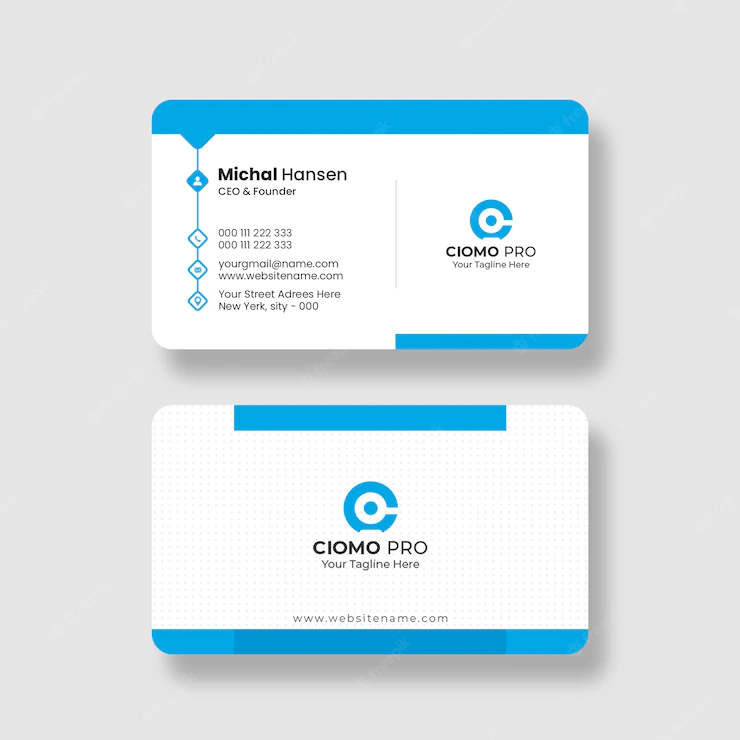 Michal Hansen
CEO & Founder
000 111 222 333
000 111 222 333
yourgmail@name.com
www.websitename.com
Your Street Adrees Here
New Yerk, sity - 000
CIOMO PRO
Your Tagline Here
CIOMO PRO
Your Tagline Here
www.websitename.com